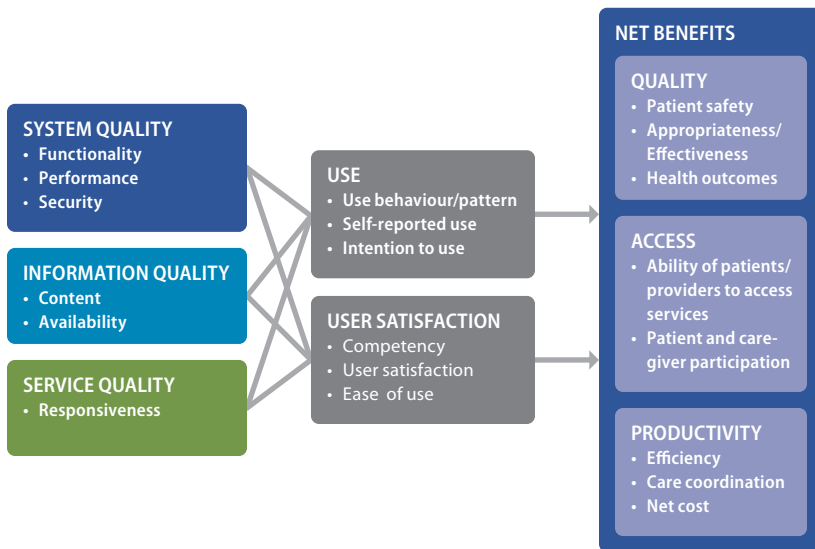 SYSTEM QUALITY
• Functionality
• Performance
• Security
INFORMATION QUALITY
• Content
• Availability
SERVICE QUALITY
• Responsiveness
USE
• Use behaviour/pattern
• Self-reported use
• Intention to use
USER SATISFACTION
• Competency
• User satisfaction
• Ease of use
NET BENEFITS
QUALITY
• Patient safety
• Appropriateness/
Effectiveness
• Health outcomes
ACCESS
• Ability of patients/
providers to access
services
• Patient and care-
giver participation
PRODUCTIVITY
• Efficiency
• Care coordination
• Net cost